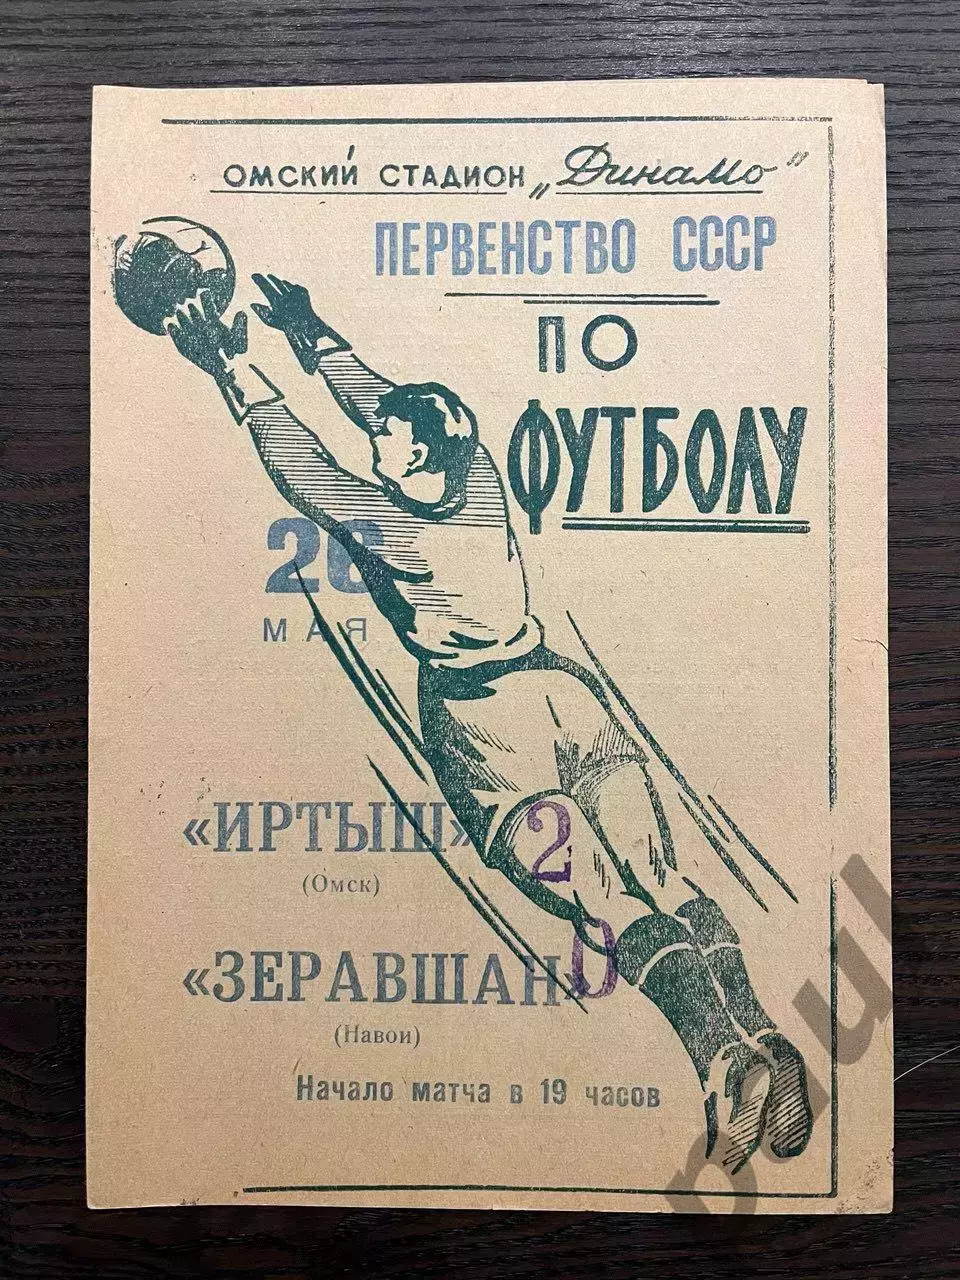 Омский стадион „Динамо”
ПЕРВЕНСТВО СССР
ПО
ФУТБОЛУ
26
МАЯ
«ИРТЫШ» 2
(Омск)
«ЗЕРАВШАН» 0
(Навои)
Начало матча в 19 часов
paul